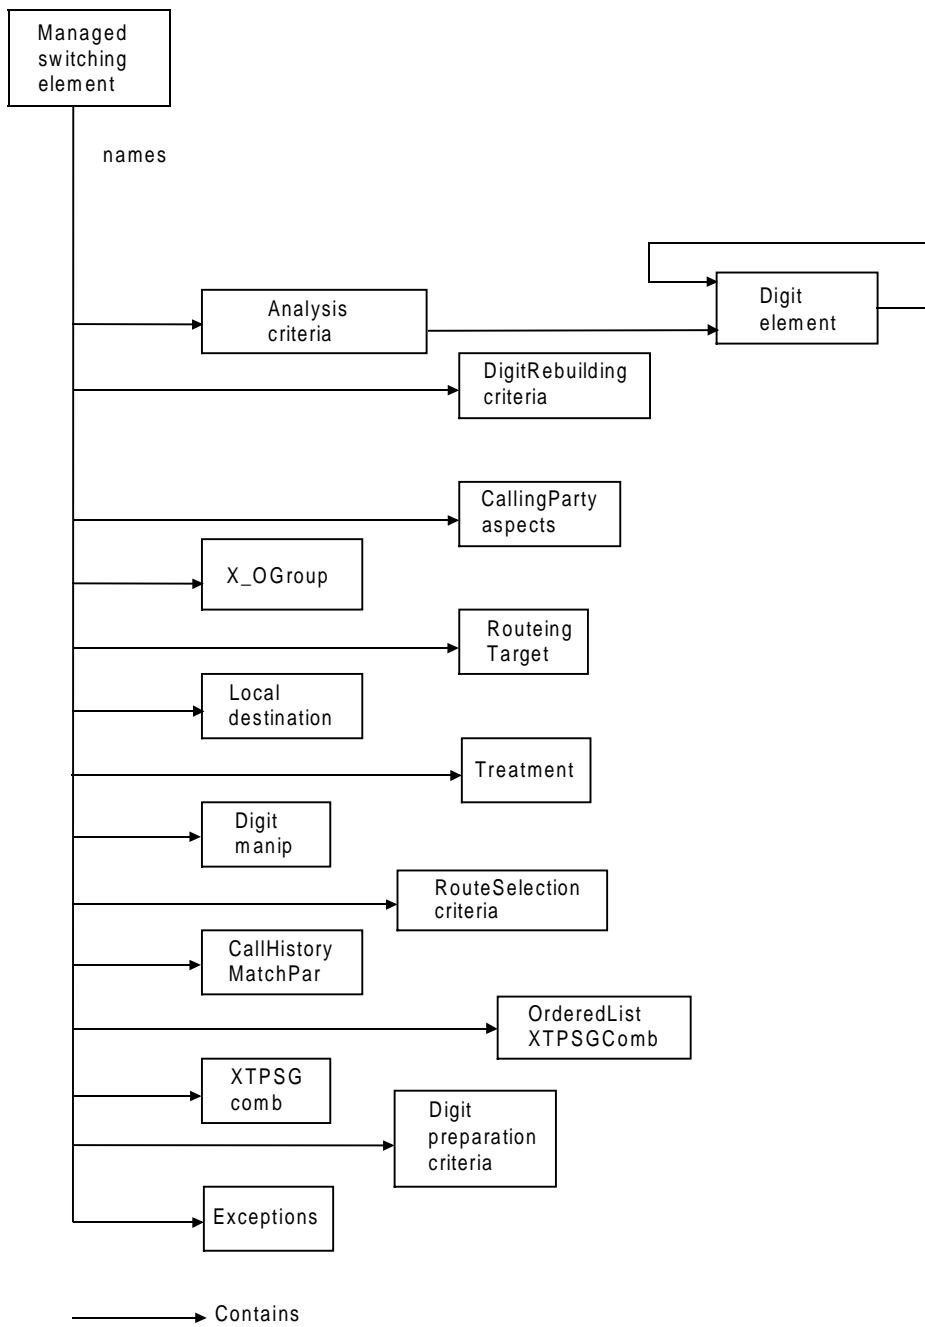 Managed
switching
element
names
Analysis
criteria
Digit
element
DigitRebuilding
criteria
CallingParty
aspects
X_OGroup
Routeing
Target
Local
destination
Treatment
Digit
manip
RouteSelection
criteria
CallHistory
MatchPar
OrderedList
XTPSGComb
XTPSG
comb
Digit
preparation
criteria
Exceptions
Contains